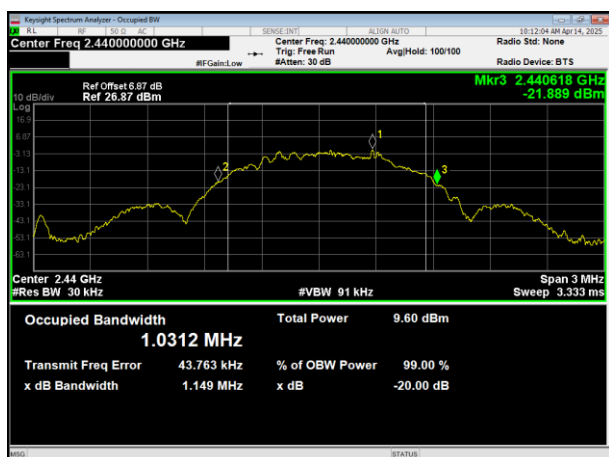 Keysight Spectrum Analyzer - Occupied BW
RL RF 50 Ω AC SENSE:INT ALIGN AUTO 10:12:04 AM Apr 14, 2025
Center Freq 2.440000000 GHz Center Freq: 2.440000000 GHz Radio Std: None
Trig: Free Run Avg|Hold: 100/100
#IFGain:Low #Atten: 30 dB Radio Device: BTS
Mkr3 2.440618 GHz
Ref Offset 6.87 dB
10 dB/div Ref 26.87 dBm -21.889 dBm
Log
16.9
6.87
-3.13
-13.1
-23.1
-33.1
-43.1
-53.1
-63.1
1
2
3
Center 2.44 GHz Span 3 MHz
#Res BW 30 kHz #VBW 91 kHz Sweep 3.333 ms
Occupied Bandwidth Total Power 9.60 dBm
1.0312 MHz
Transmit Freq Error 43.763 kHz % of OBW Power 99.00 %
x dB Bandwidth 1.149 MHz x dB -20.00 dB
MSG STATUS